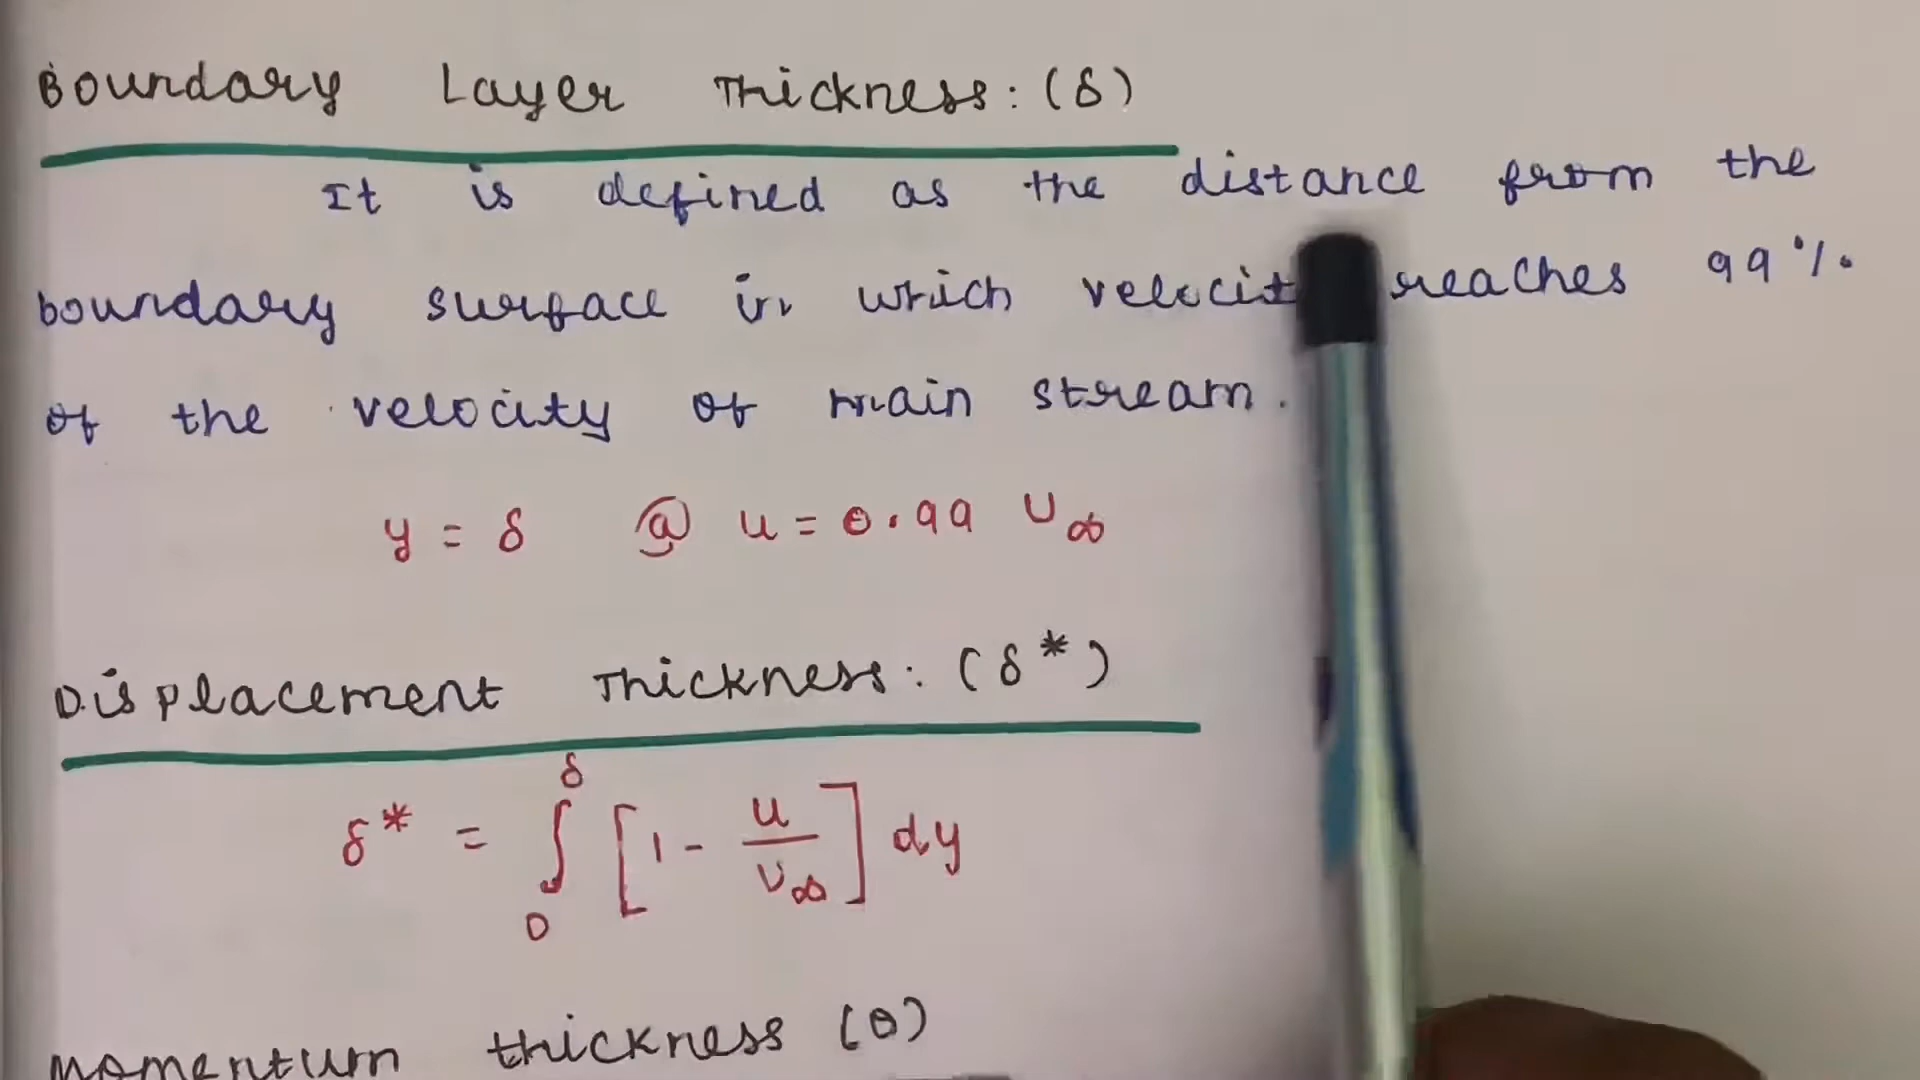 Boundary Layer Thickness: (δ)
It is defined as the distance from the
boundary surface in which velocit reaches 99%
of the velocity of main stream.
y = δ @ u = 0.99 U∞
Displacement Thickness: (δ*)
δ* = ∫₀^δ [1 - u/U∞] dy
Momentum thickness (θ)